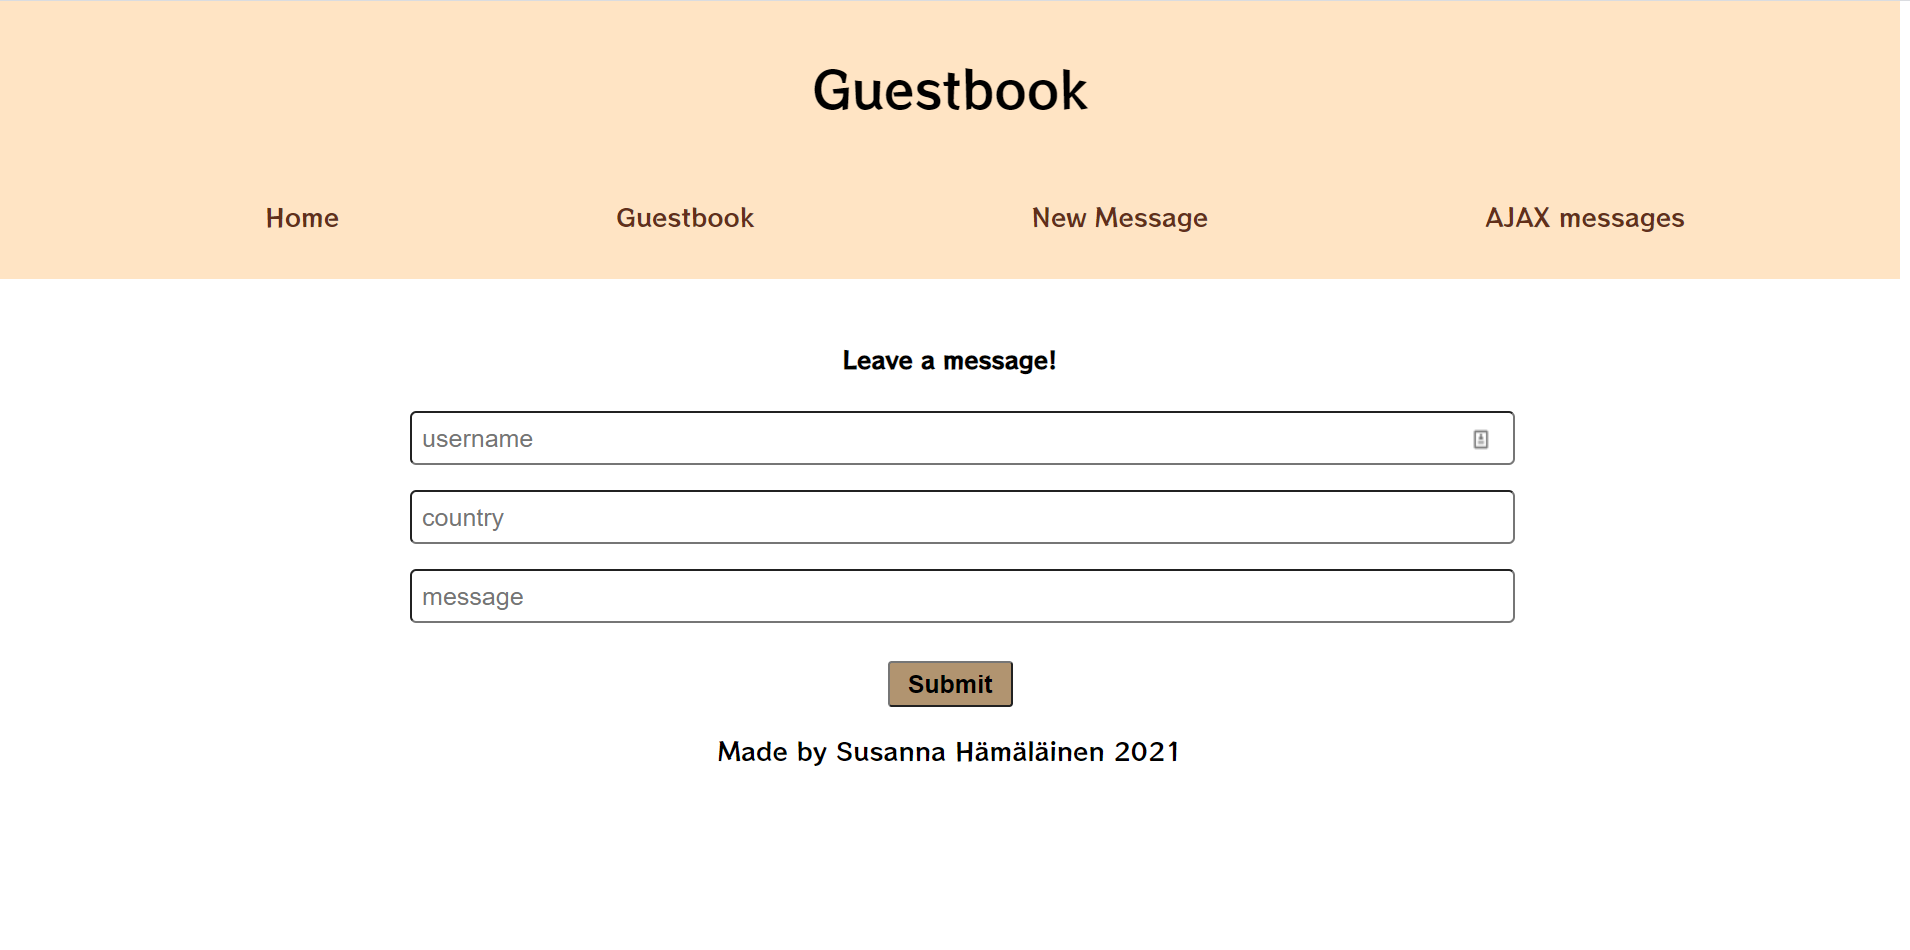 Guestbook
Home Guestbook New Message AJAX messages
Leave a message!
username
country
message
Submit
Made by Susanna Hämäläinen 2021